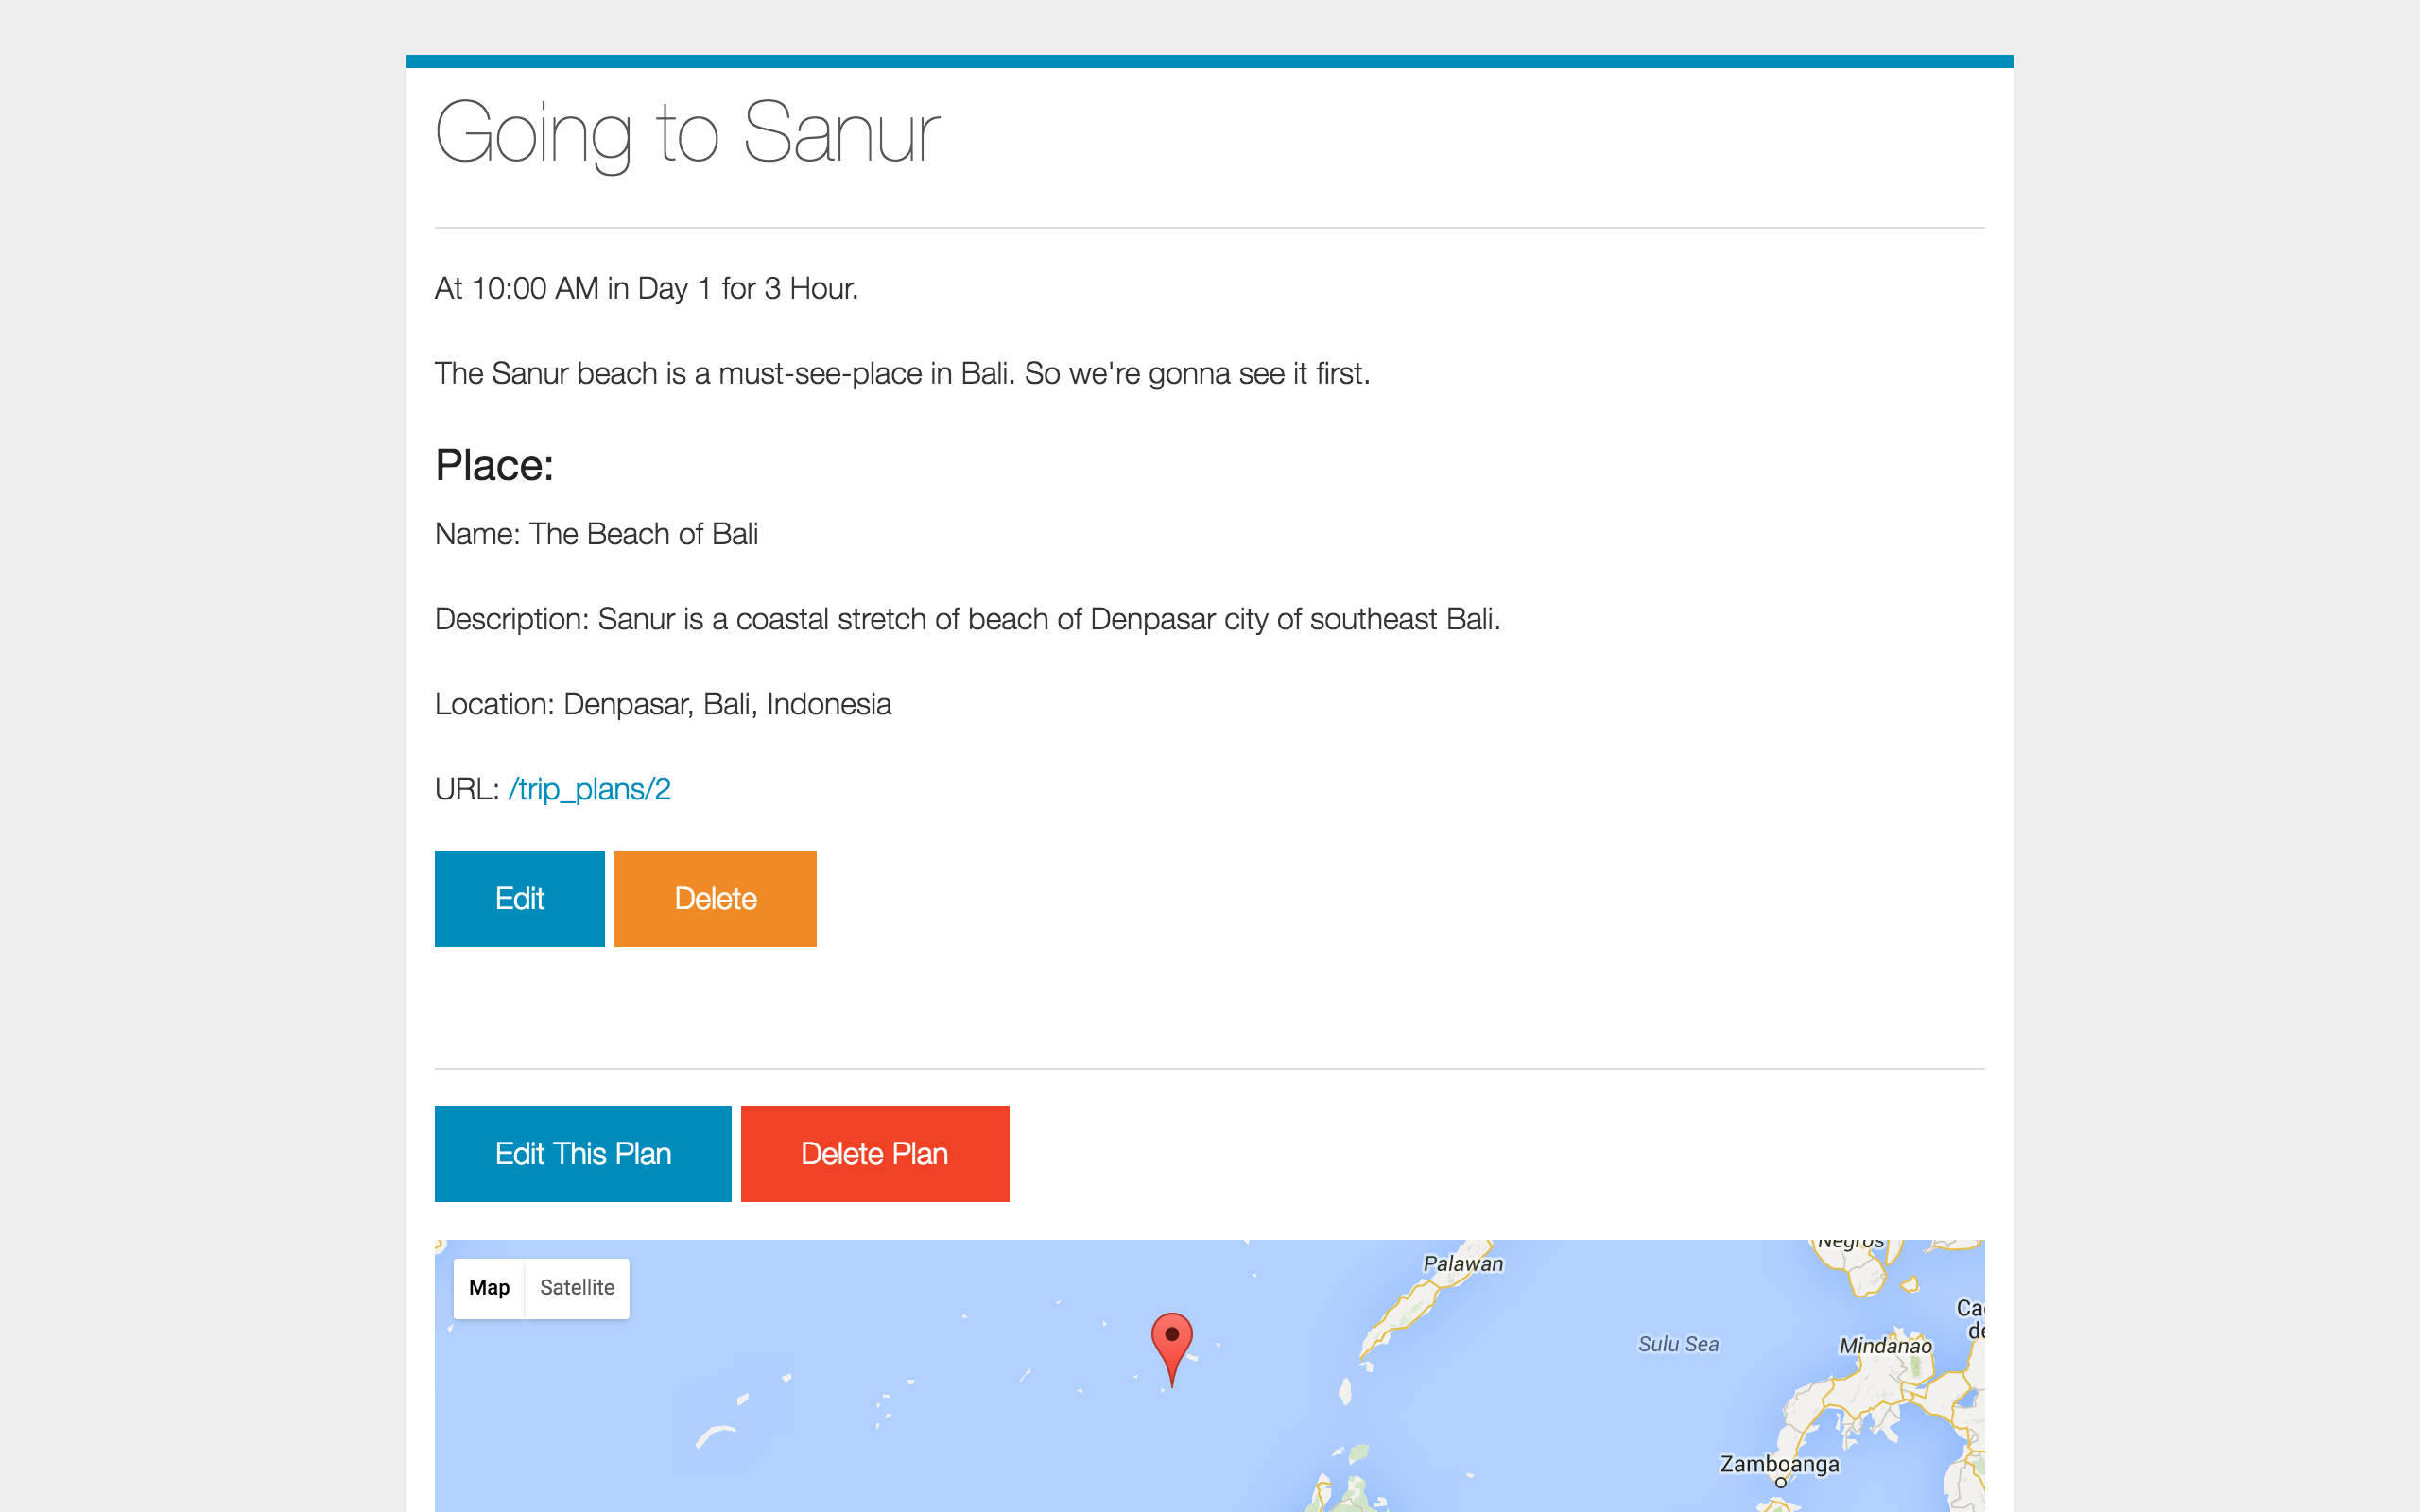 Going to Sanur
At 10:00 AM in Day 1 for 3 Hour.
The Sanur beach is a must-see-place in Bali. So we're gonna see it first.
Place:
Name: The Beach of Bali
Description: Sanur is a coastal stretch of beach of Denpasar city of southeast Bali.
Location: Denpasar, Bali, Indonesia
URL: /trip_plans/2
Edit Delete
Edit This Plan Delete Plan
Negros
Palawan
Map Satellite
Sulu Sea
Mindanao
Zamboanga